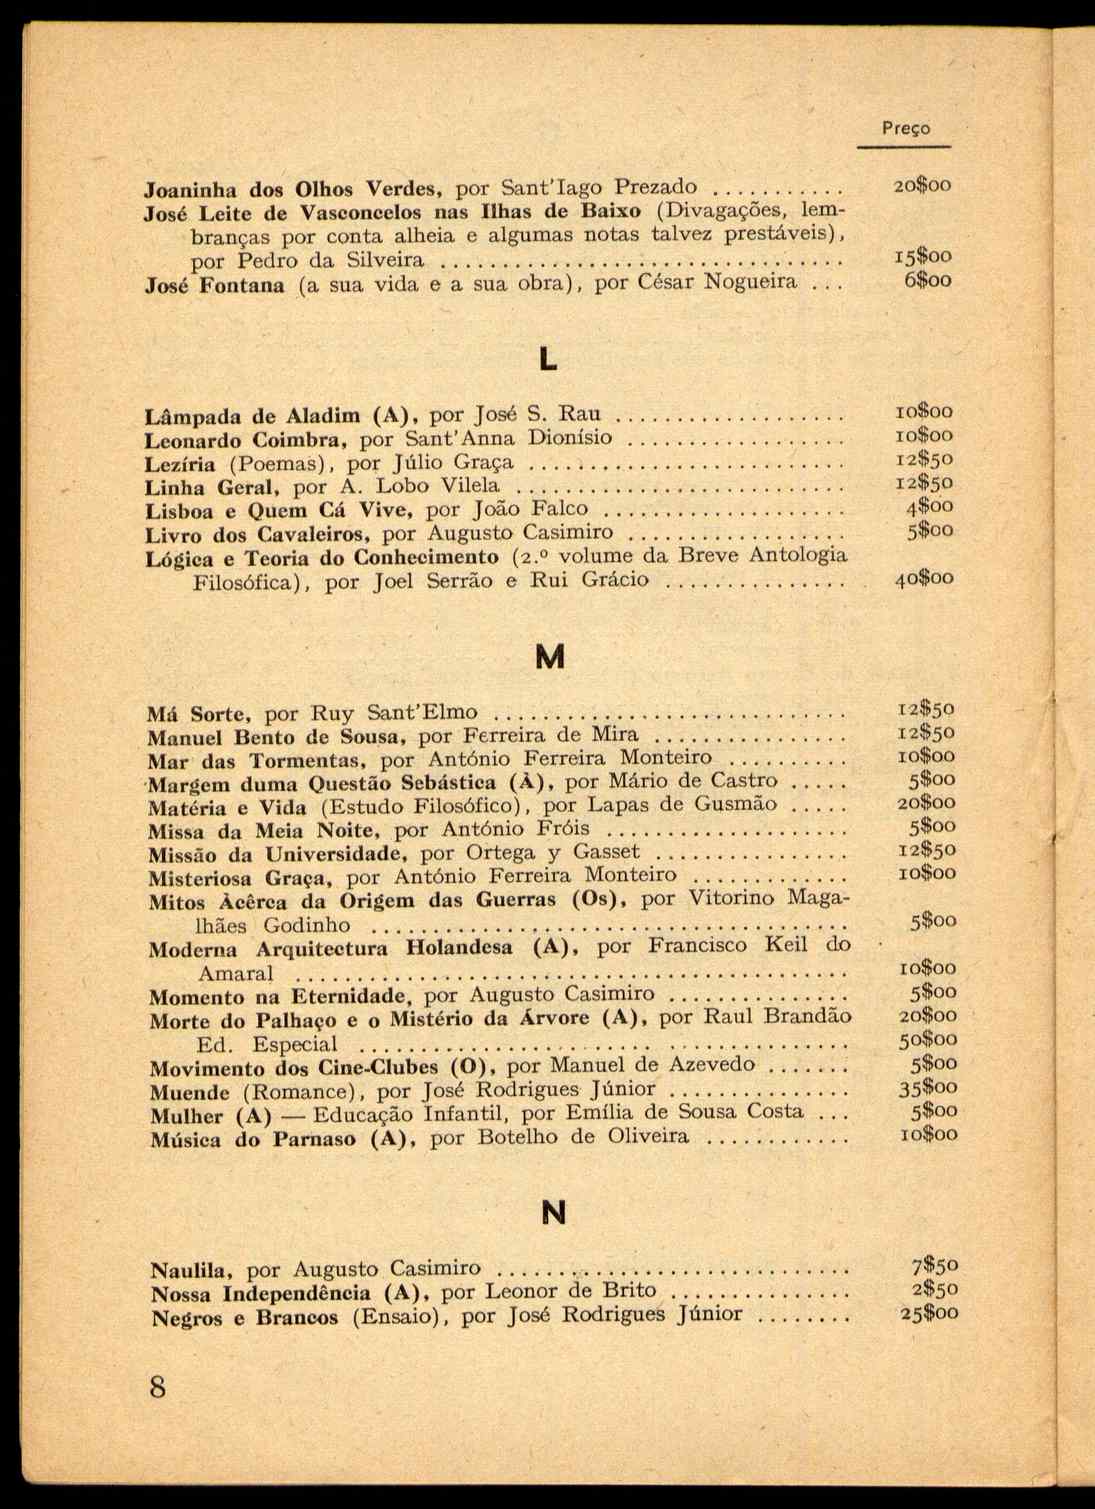 Preço
Joaninha dos Olhos Verdes, por Sant'Iago Prezado ........... 20$00
José Leite de Vasconcelos nas Ilhas de Baixo (Divagações, lem-
branças por conta alheia e algumas notas talvez prestáveis),
por Pedro da Silveira ................................ 15$00
José Fontana (a sua vida e a sua obra), por César Nogueira ... 6$00
L
Lâmpada de Aladim (A), por José S. Rau ................... 10$00
Leonardo Coimbra, por Sant'Anna Dionísio .................. 10$00
Lezíria (Poemas), por Júlio Graça .......................... 12$50
Linha Geral, por A. Lobo Vilela ........................... 12$50
Lisboa e Quem Cá Vive, por João Falco .................... 4$00
Livro dos Cavaleiros, por Augusto Casimiro .................. 5$00
Lógica e Teoria do Conhecimento (2.º volume da Breve Antologia
Filosófica), por Joel Serrão e Rui Grácio ............... 40$00
M
Má Sorte, por Ruy Sant'Elmo ............................. 12$50
Manuel Bento de Sousa, por Ferreira de Mira ................ 12$50
Mar das Tormentas, por António Ferreira Monteiro .......... 10$00
Margem duma Questão Sebástica (À), por Mário de Castro ..... 5$00
Matéria e Vida (Estudo Filosófico), por Lapas de Gusmão ..... 20$00
Missa da Meia Noite, por António Fróis .................... 5$00
Missão da Universidade, por Ortega y Gasset ................ 12$50
Misteriosa Graça, por António Ferreira Monteiro ............. 10$00
Mitos Àcêrca da Origem das Guerras (Os), por Vitorino Maga-
lhães Godinho ....................................... 5$00
Moderna Arquitectura Holandesa (A), por Francisco Keil do
Amaral ............................................. 10$00
Momento na Eternidade, por Augusto Casimiro ............... 5$00
Morte do Palhaço e o Mistério da Árvore (A), por Raul Brandão 20$00
Ed. Especial ........................................ 50$00
Movimento dos Cine-Clubes (O), por Manuel de Azevedo ....... 5$00
Muende (Romance), por José Rodrigues Júnior ............... 35$00
Mulher (A) — Educação Infantil, por Emília de Sousa Costa ... 5$00
Música do Parnaso (A), por Botelho de Oliveira ............ 10$00
N
Naulila, por Augusto Casimiro ............................. 7$50
Nossa Independência (A), por Leonor de Brito ............... 2$50
Negros e Brancos (Ensaio), por José Rodrigues Júnior ........ 25$00
8